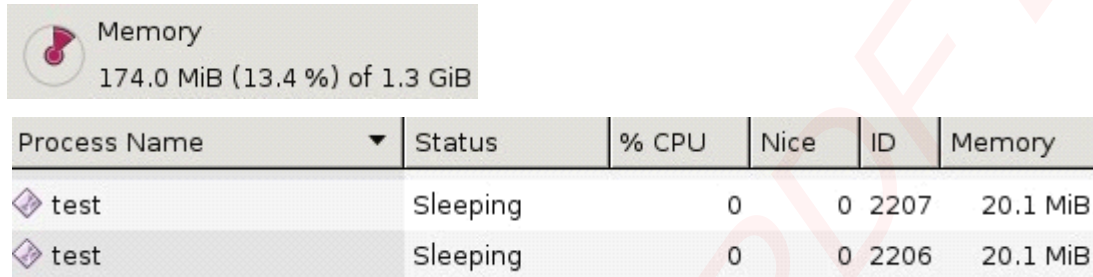 Memory
174.0 MiB (13.4 %) of 1.3 GiB
Process Name Status % CPU Nice ID Memory
test Sleeping 0 0 2207 20.1 MiB
test Sleeping 0 0 2206 20.1 MiB
PDF